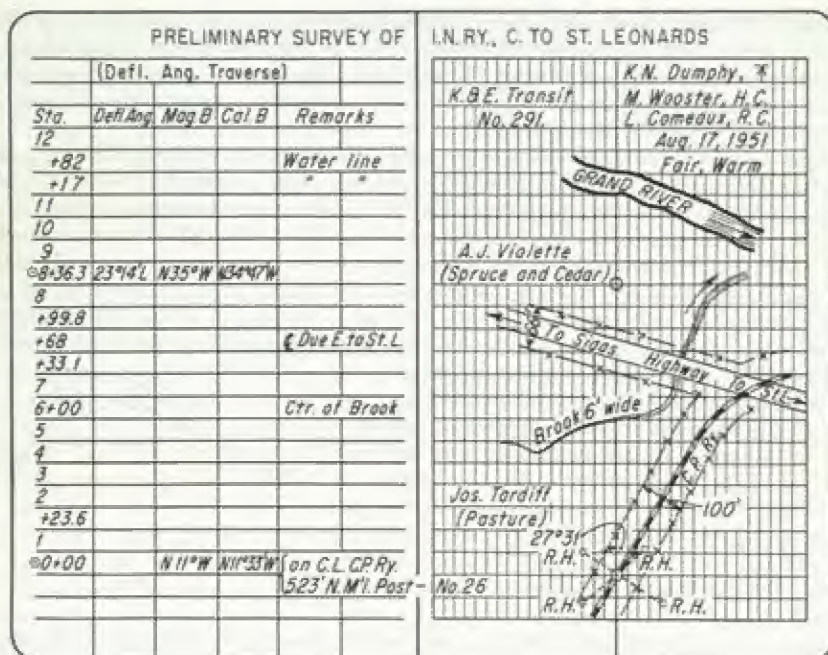 PRELIMINARY SURVEY OF I.N.RY., C. TO ST. LEONARDS
(Defl. Ang. Traverse)
Sta. Defl.Ang. Mag.B Cal.B Remarks
12
+82 Water line
+17 " "
11
10
9
8+36.3 23°14'L N35°W N34°47'W
8
+99.8
+68 ȼ Due E. to St. L.
+33.1
7
6+00 Ctr. of Brook
5
4
3
2
+23.6
1
0+00 N11°W N11°33'W on C.L. C.P.Ry.
523' N. M'l. Post - No. 26
K.N. Dumphy,
K.&E. Transit M. Wooster, H.C.
No. 291. L. Comeaux, R.C.
Aug. 17, 1951
Fair, Warm
GRAND RIVER
A.J. Violette
(Spruce and Cedar)
To Sigas Highway To St.L.
Brook 6' wide
C.P. Ry.
Jos. Tardiff
(Pasture)
100'
27°31'
R.H. R.H.
R.H. R.H.